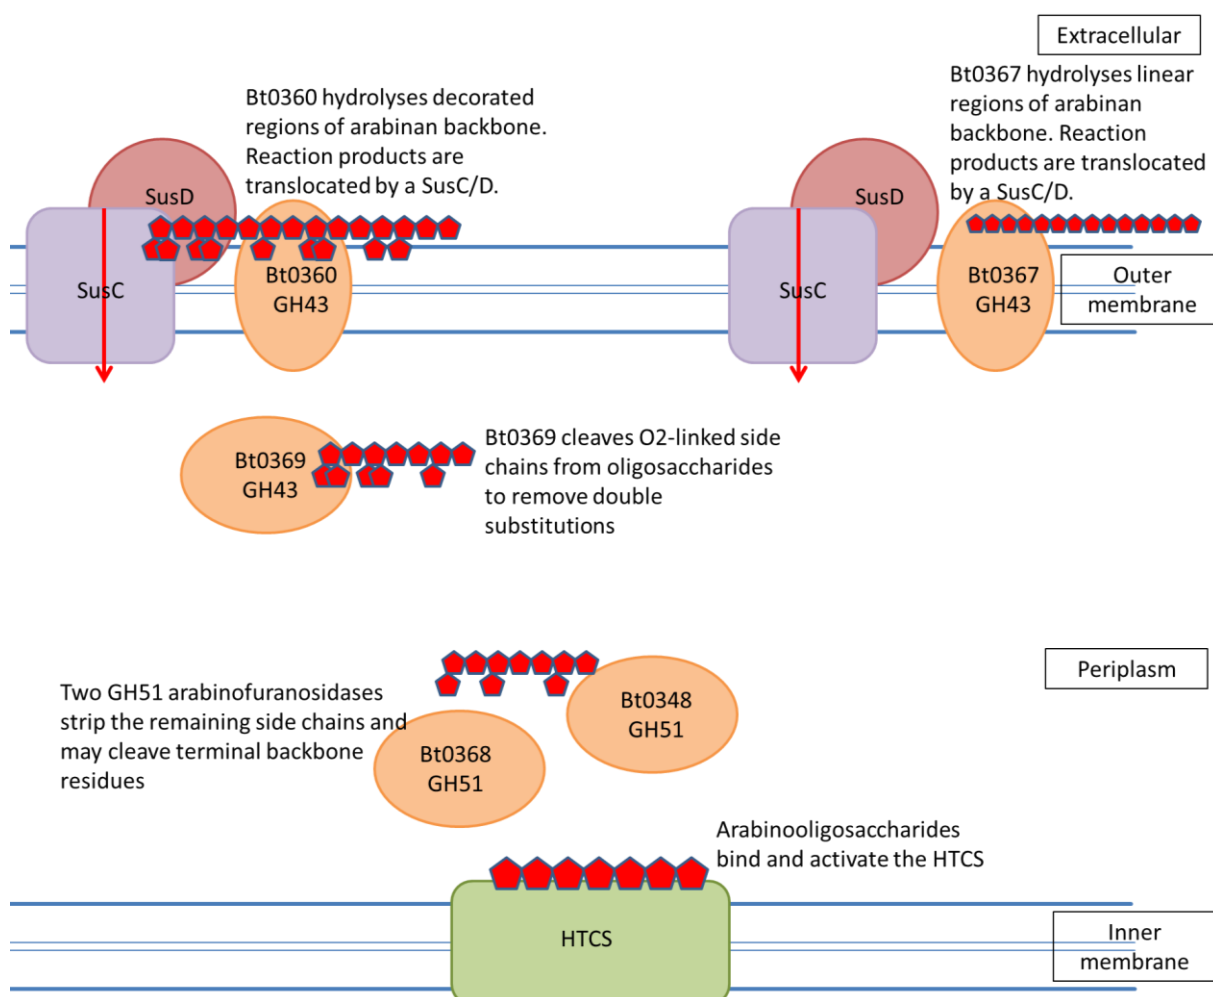 Extracellular
Bt0360 hydrolyses decorated
regions of arabinan backbone.
Reaction products are
translocated by a SusC/D.
Bt0367 hydrolyses linear
regions of arabinan
backbone. Reaction
products are translocated
by a SusC/D.
SusD
SusC
Bt0360
GH43
SusD
SusC
Bt0367
GH43
Outer
membrane
Bt0369
GH43
Bt0369 cleaves O2-linked side
chains from oligosaccharides
to remove double
substitutions
Periplasm
Two GH51 arabinofuranosidases
strip the remaining side chains and
may cleave terminal backbone
residues
Bt0348
GH51
Bt0368
GH51
Arabinooligosaccharides
bind and activate the HTCS
HTCS
Inner
membrane